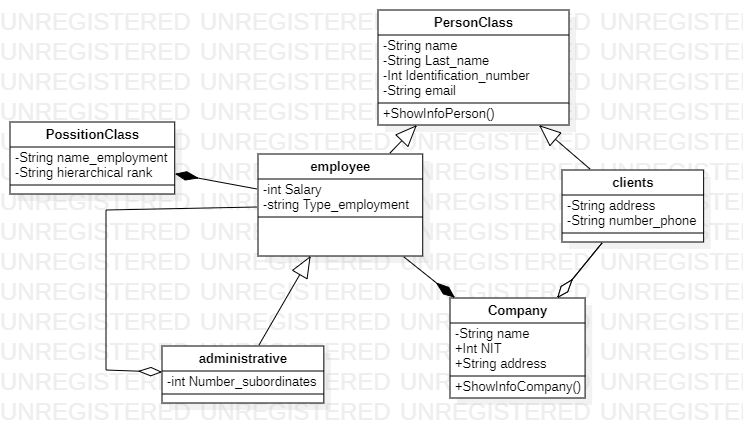 PersonClass
-String name
-String Last_name
-Int Identification_number
-String email
+ShowInfoPerson()
PossitionClass
-String name_employment
-String hierarchical rank
employee
-int Salary
-string Type_employment
clients
-String address
-String number_phone
Company
-String name
+Int NIT
+String address
+ShowInfoCompany()
administrative
-int Number_subordinates
UNREGISTERED UNREGISTERED UNREGISTERED UNREGISTERED